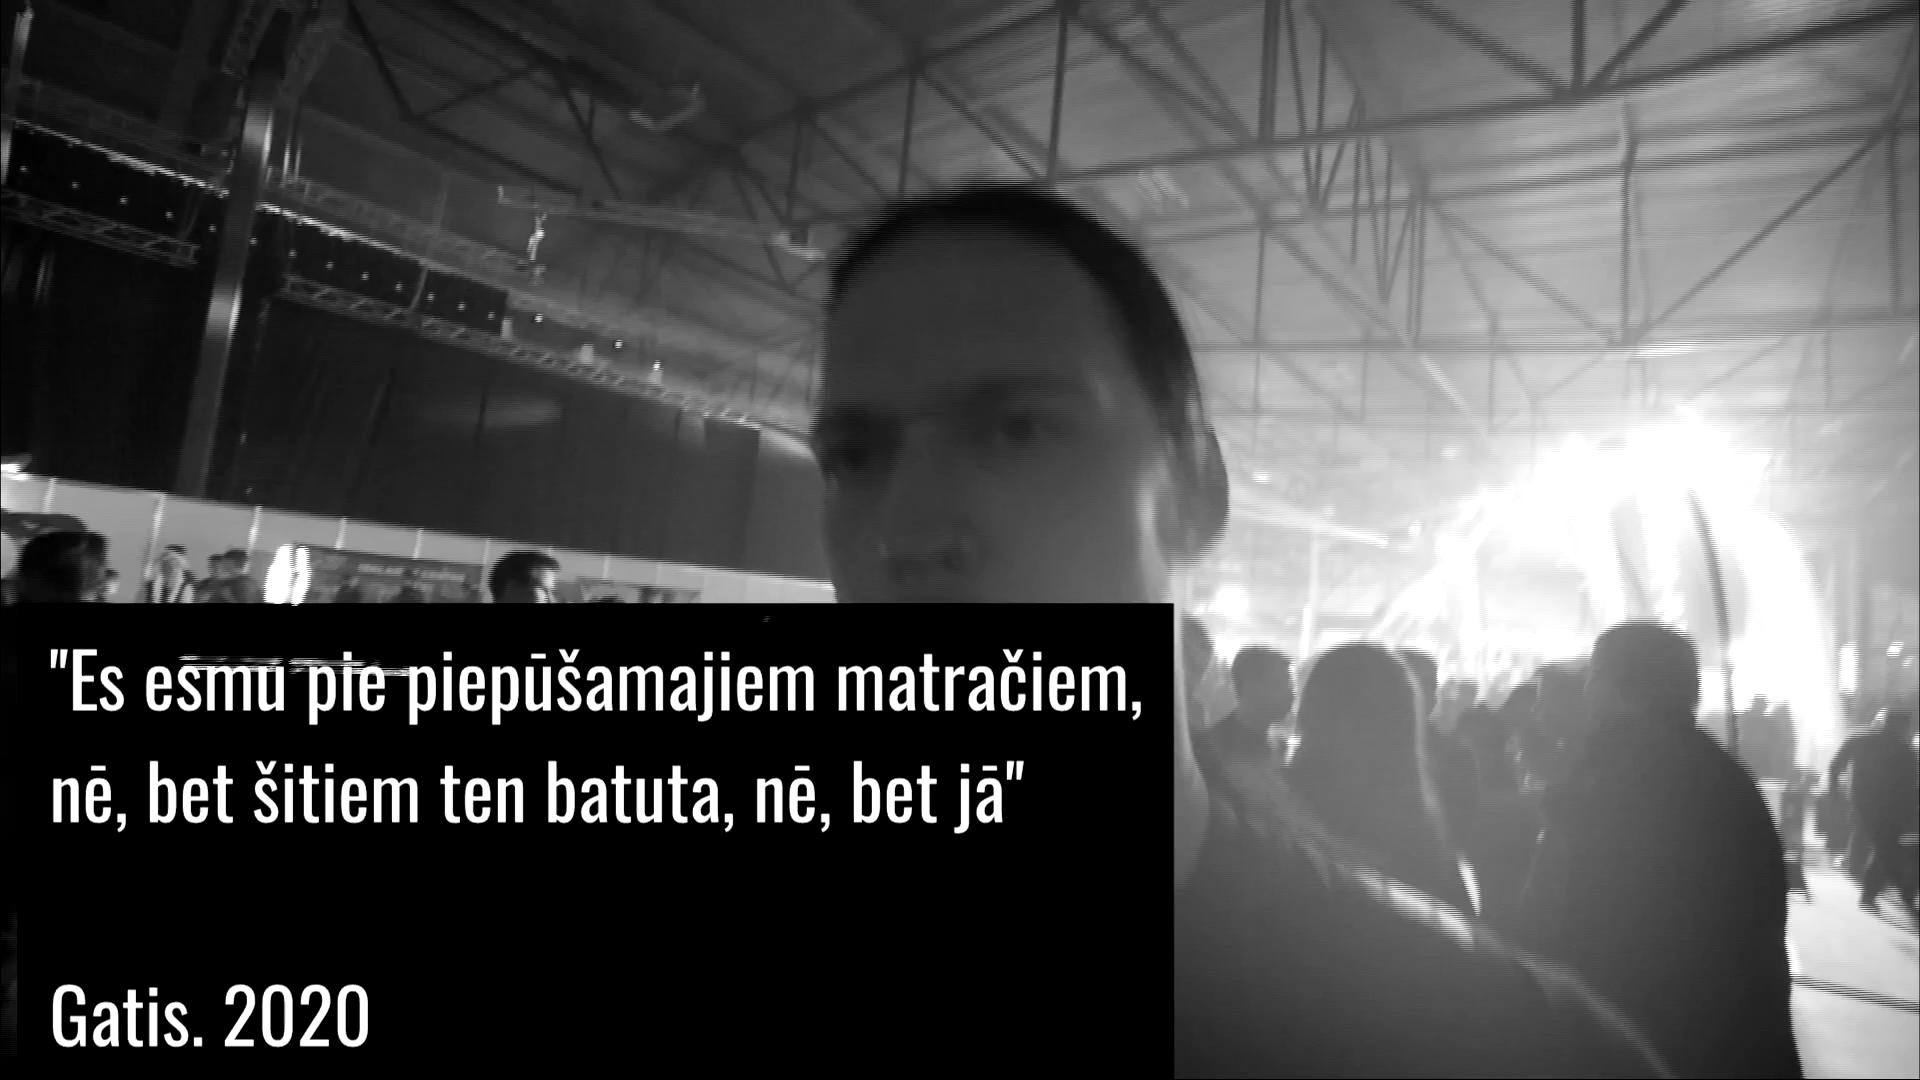 "Es esmu pie piepūšamajiem matračiem,
nē, bet šitiem ten batuta, nē, bet jā"
Gatis. 2020